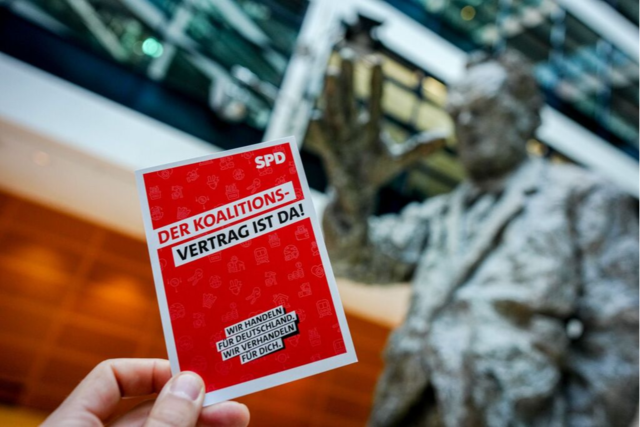 SPD
DER KOALITIONS-
VERTRAG IST DA!
WIR HANDELN
FÜR DEUTSCHLAND.
WIR VERHANDELN
FÜR DICH.